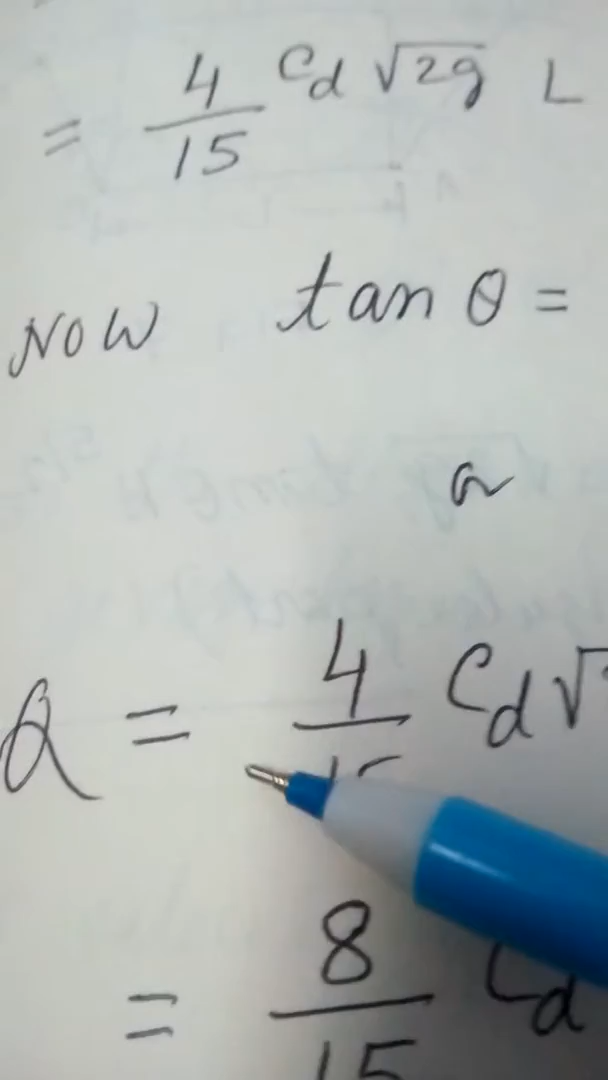 = 4/15 Cd √2g L
NOW tan θ =
Q = 4/15 Cd √
= 8/15 Cd